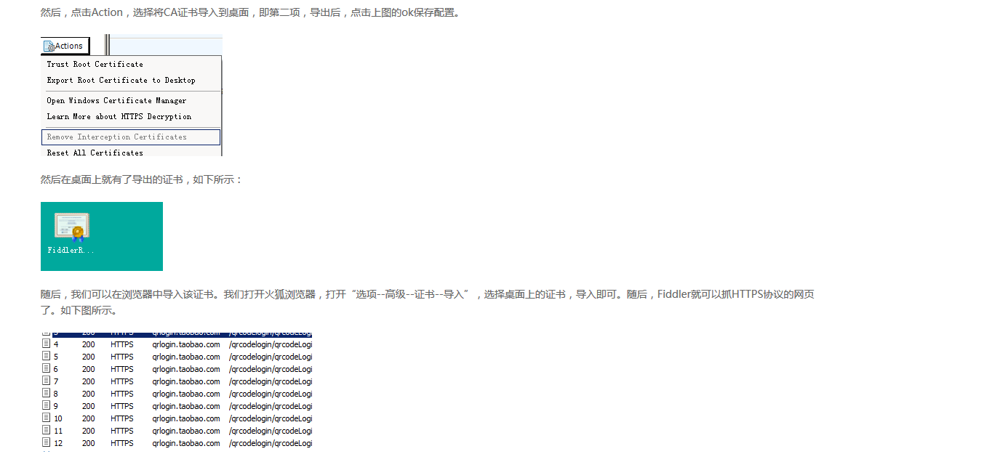 然后，点击Action，选择将CA证书导入到桌面，即第二项，导出后，点击上图的ok保存配置。
Actions
Trust Root Certificate
Export Root Certificate to Desktop
Open Windows Certificate Manager
Learn More about HTTPS Decryption
Remove Interception Certificates
Reset All Certificates
然后在桌面上就有了导出的证书，如下所示：
FiddlerR...
随后，我们可以在浏览器中导入该证书。我们打开火狐浏览器，打开“选项--高级--证书--导入”，选择桌面上的证书，导入即可。随后，Fiddler就可以抓HTTPS协议的网页
了。如下图所示。
3 200 HTTPS qrlogin.taobao.com /qrcodelogin/qrcodeLogi
4 200 HTTPS qrlogin.taobao.com /qrcodelogin/qrcodeLogi
5 200 HTTPS qrlogin.taobao.com /qrcodelogin/qrcodeLogi
6 200 HTTPS qrlogin.taobao.com /qrcodelogin/qrcodeLogi
7 200 HTTPS qrlogin.taobao.com /qrcodelogin/qrcodeLogi
8 200 HTTPS qrlogin.taobao.com /qrcodelogin/qrcodeLogi
9 200 HTTPS qrlogin.taobao.com /qrcodelogin/qrcodeLogi
10 200 HTTPS qrlogin.taobao.com /qrcodelogin/qrcodeLogi
11 200 HTTPS qrlogin.taobao.com /qrcodelogin/qrcodeLogi
12 200 HTTPS qrlogin.taobao.com /qrcodelogin/qrcodeLogi